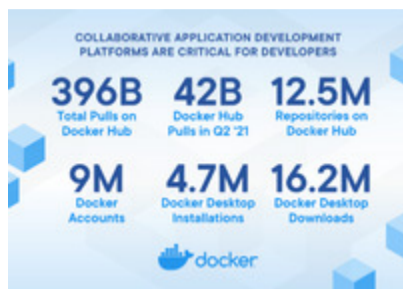 COLLABORATIVE APPLICATION DEVELOPMENT
PLATFORMS ARE CRITICAL FOR DEVELOPERS
396B
Total Pulls on
Docker Hub
42B
Docker Hub
Pulls in Q2 '21
12.5M
Repositories on
Docker Hub
9M
Docker
Accounts
4.7M
Docker Desktop
Installations
16.2M
Docker Desktop
Downloads
docker